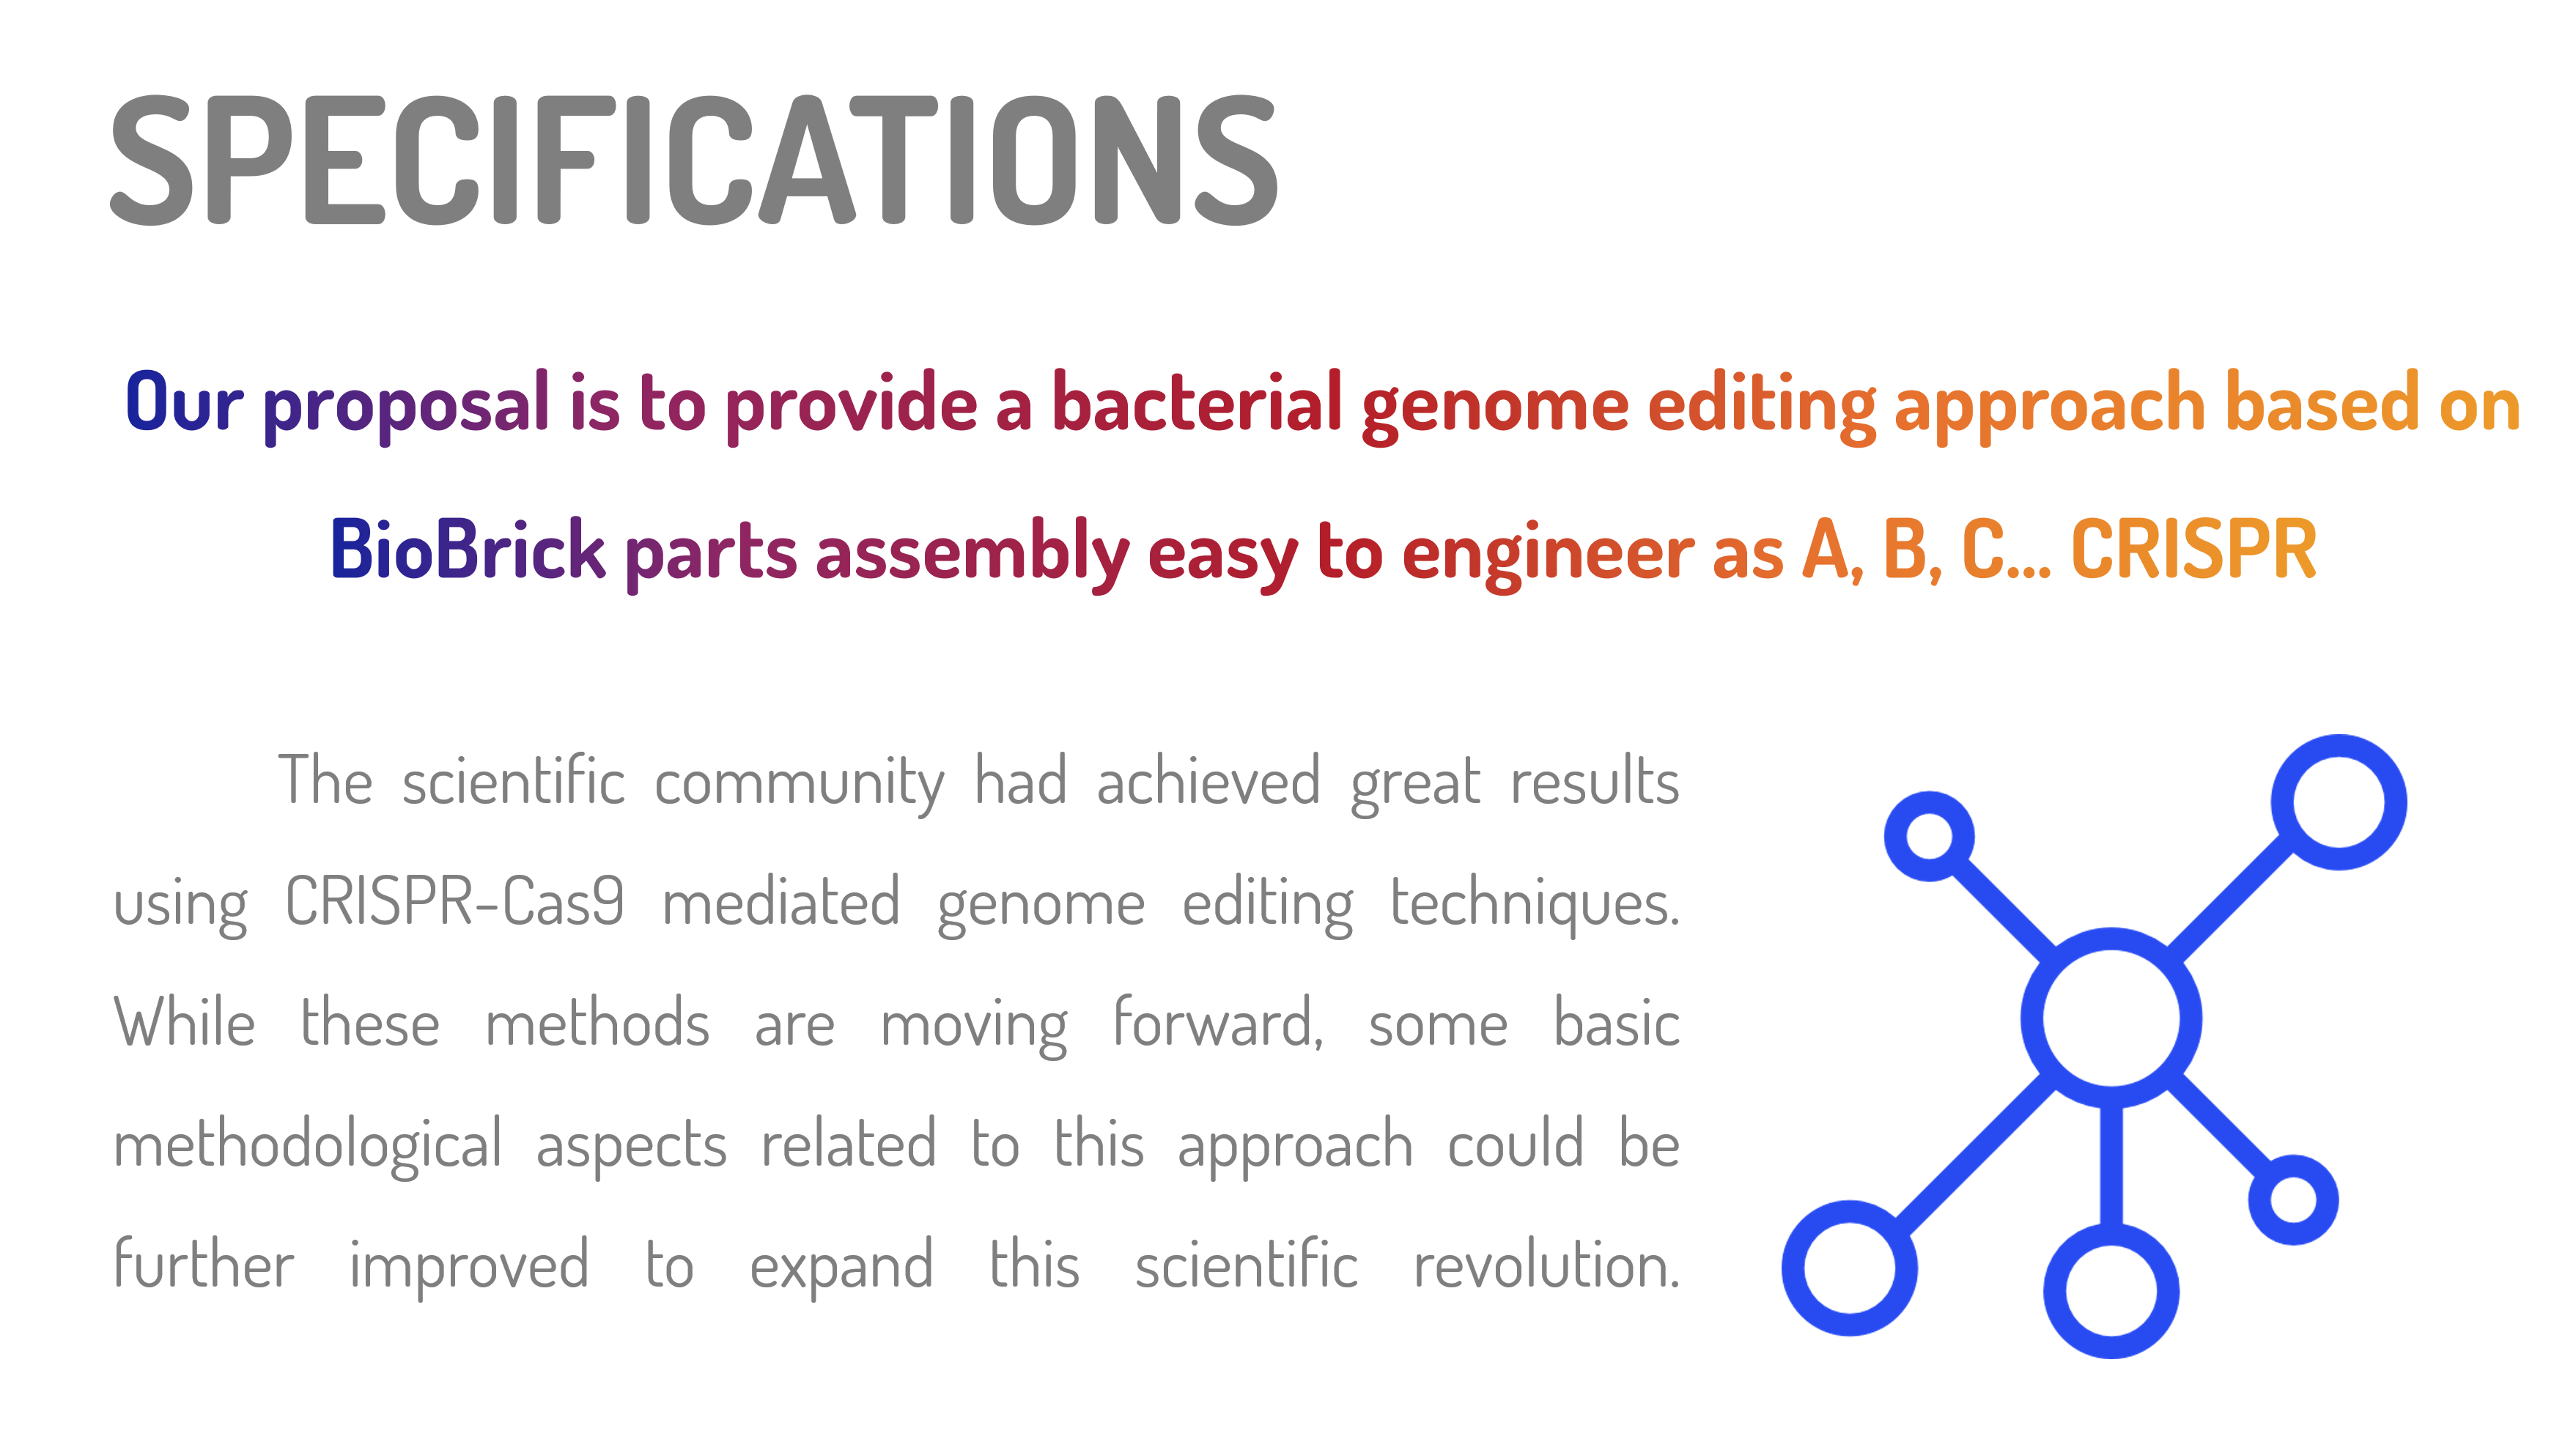 SPECIFICATIONS
Our proposal is to provide a bacterial genome editing approach based on
BioBrick parts assembly easy to engineer as A, B, C... CRISPR
The scientific community had achieved great results
using CRISPR-Cas9 mediated genome editing techniques.
While these methods are moving forward, some basic
methodological aspects related to this approach could be
further improved to expand this scientific revolution.